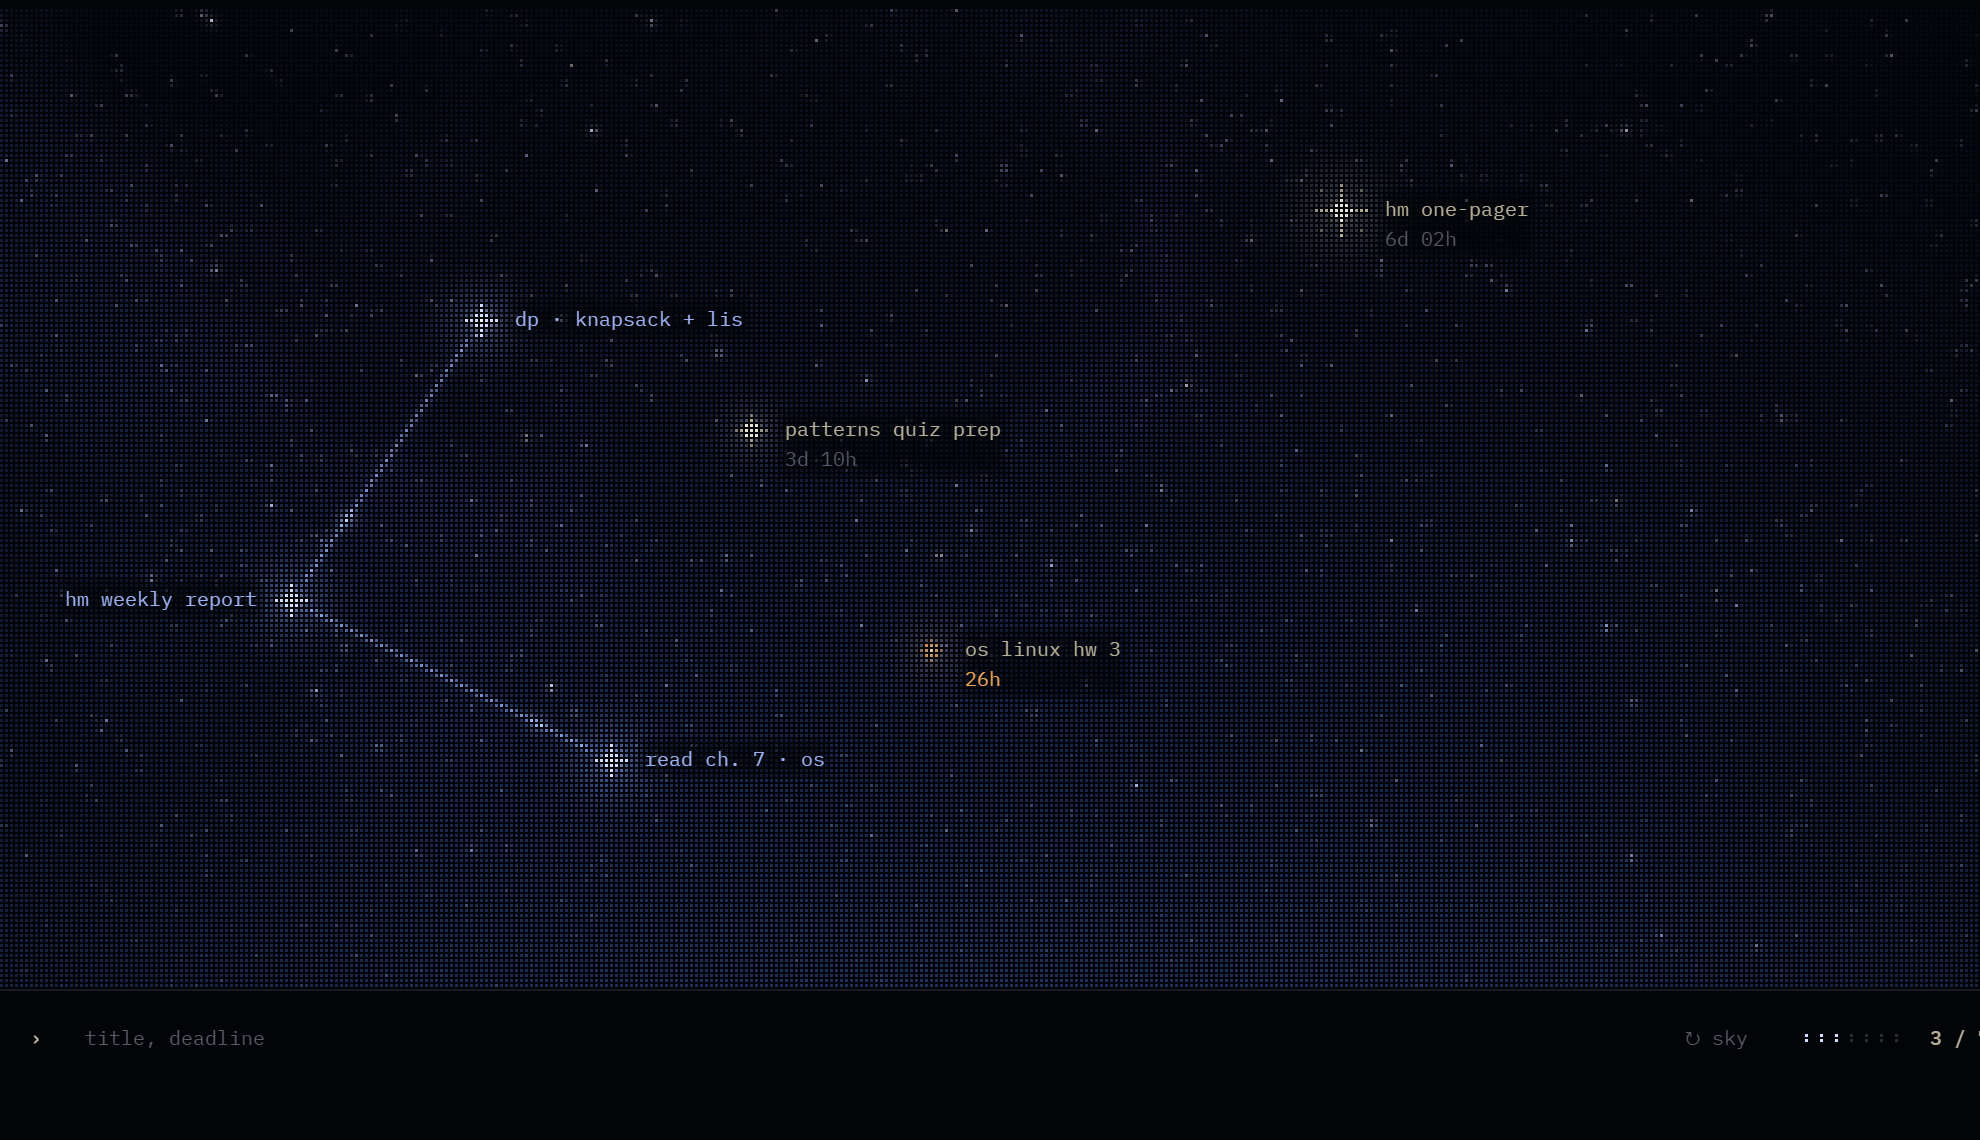 hm one-pager
6d 02h
dp · knapsack + lis
patterns quiz prep
3d 10h
hm weekly report
os linux hw 3
26h
read ch. 7 · os
› title, deadline
↻ sky
3 /